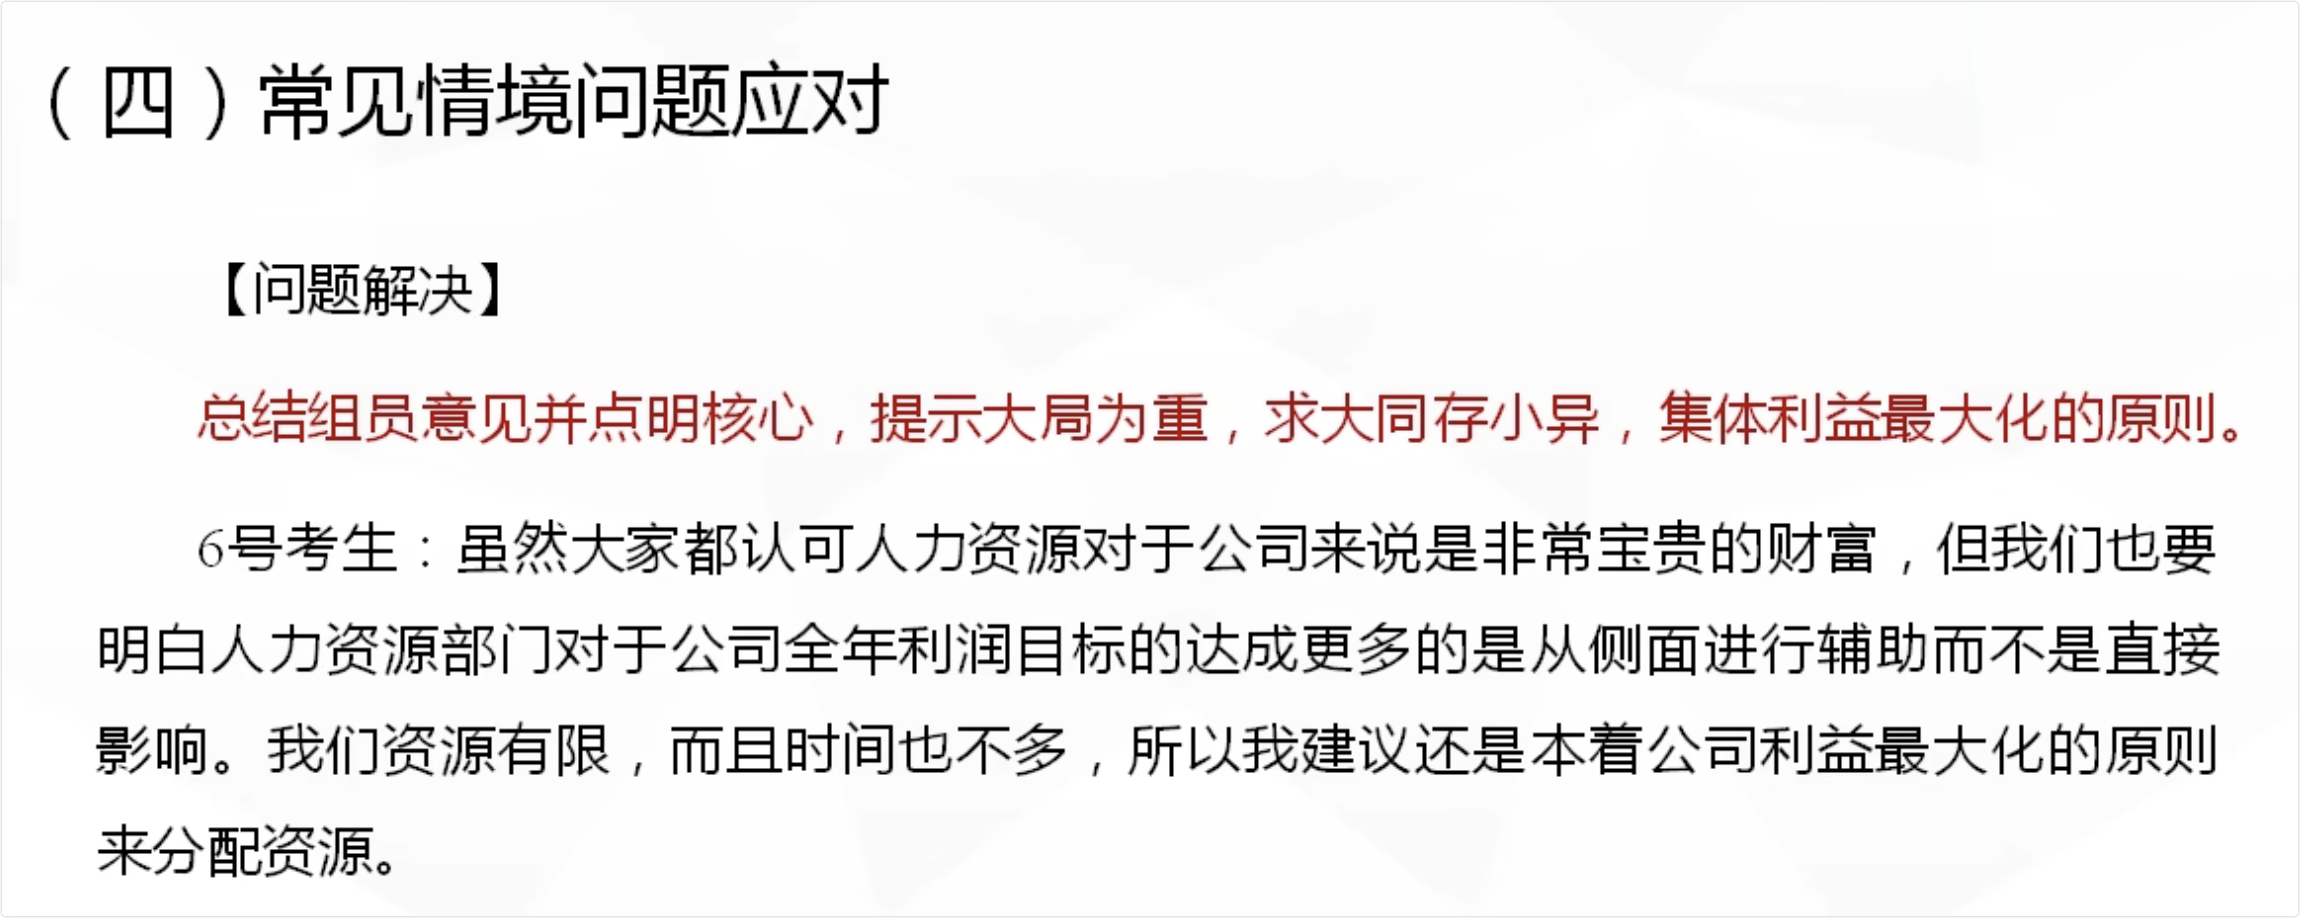 （四）常见情境问题应对
【问题解决】
总结组员意见并点明核心，提示大局为重，求大同存小异，集体利益最大化的原则。
6号考生：虽然大家都认可人力资源对于公司来说是非常宝贵的财富，但我们也要
明白人力资源部门对于公司全年利润目标的达成更多的是从侧面进行辅助而不是直接
影响。我们资源有限，而且时间也不多，所以我建议还是本着公司利益最大化的原则
来分配资源。